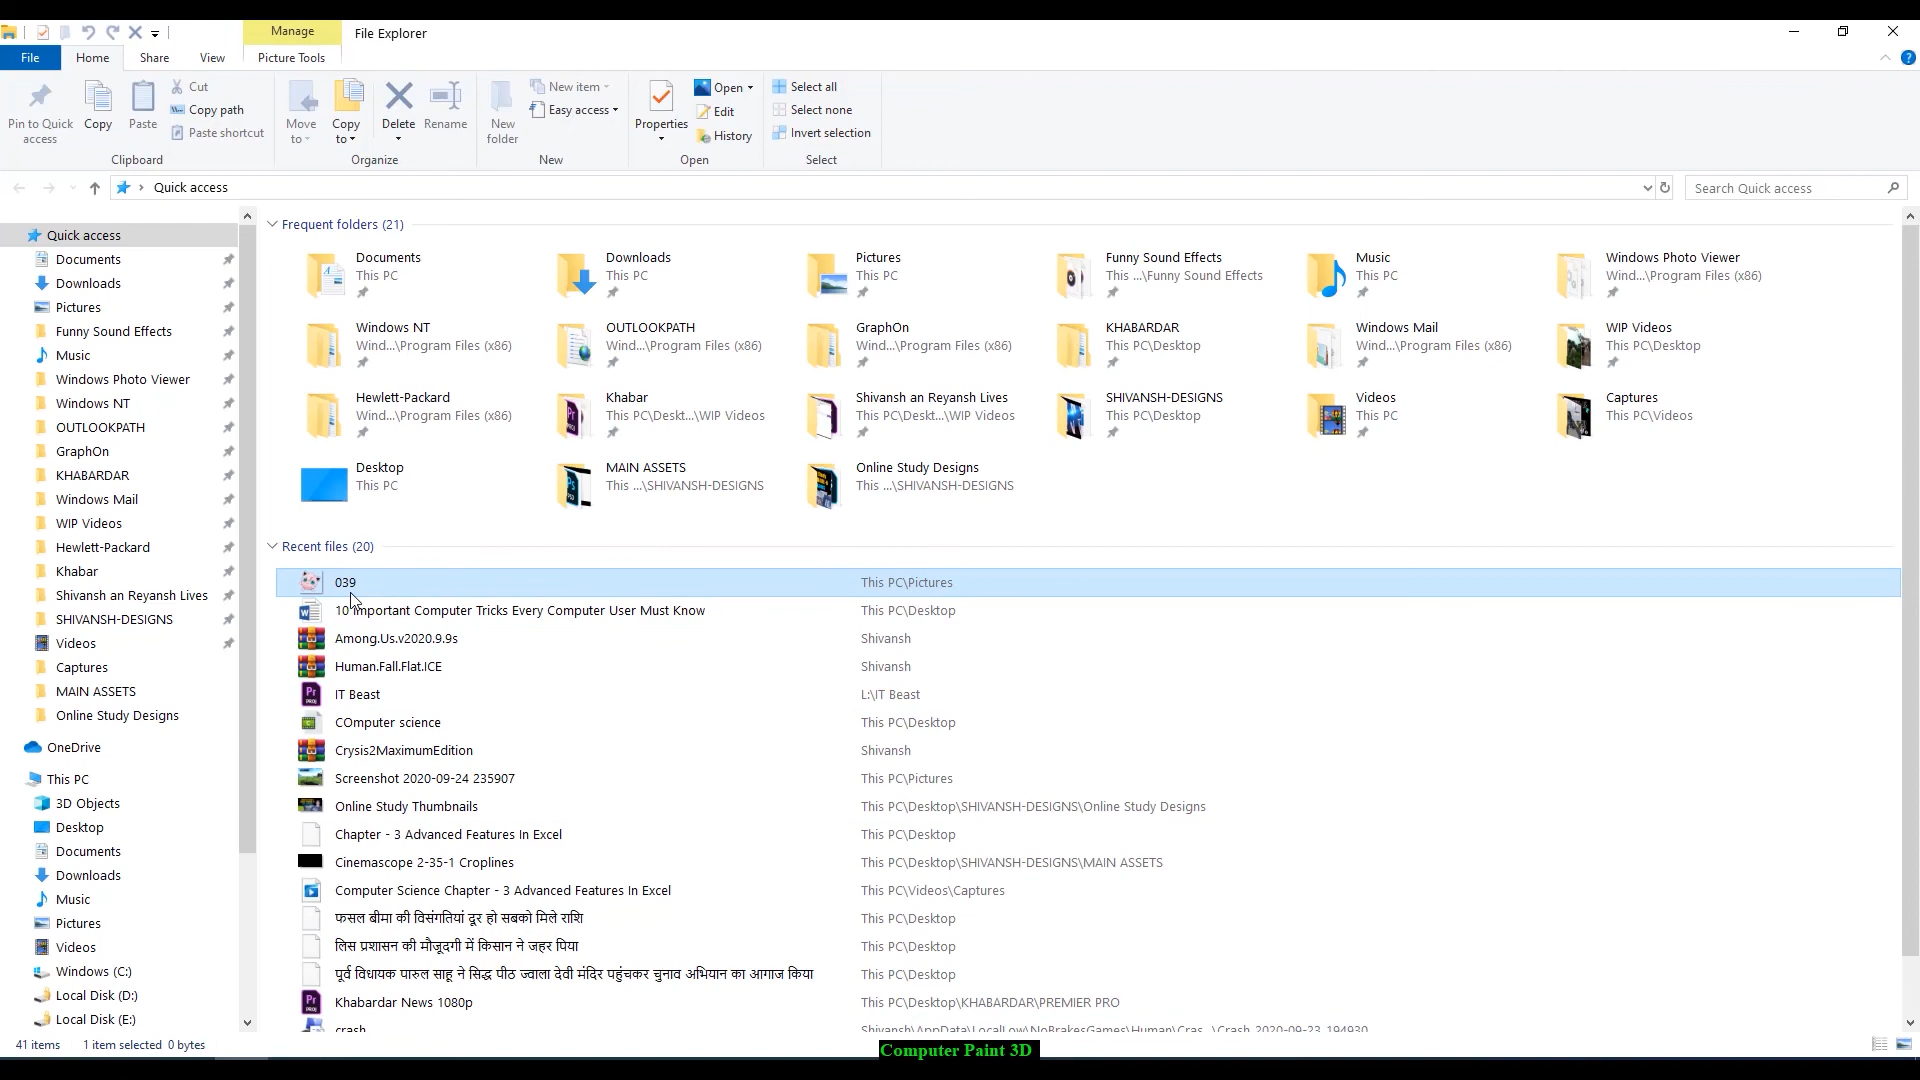 Manage
File Explorer
File
Home
Share
View
Picture Tools
Pin to Quick access
Copy
Paste
Cut
Copy path
Paste shortcut
Clipboard
Move to
Copy to
Delete
Rename
Organize
New folder
New item
Easy access
New
Properties
Open
Edit
History
Open
Select all
Select none
Invert selection
Select
Quick access
Search Quick access
Quick access
Documents
Downloads
Pictures
Funny Sound Effects
Music
Windows Photo Viewer
Windows NT
OUTLOOKPATH
GraphOn
KHABARDAR
Windows Mail
WIP Videos
Hewlett-Packard
Khabar
Shivansh an Reyansh Lives
SHIVANSH-DESIGNS
Videos
Captures
MAIN ASSETS
Online Study Designs
OneDrive
This PC
3D Objects
Desktop
Documents
Downloads
Music
Pictures
Videos
Windows (C:)
Local Disk (D:)
Local Disk (E:)
Frequent folders (21)
Documents
This PC
Downloads
This PC
Pictures
This PC
Funny Sound Effects
This ...\Funny Sound Effects
Music
This PC
Windows Photo Viewer
Wind...\Program Files (x86)
Windows NT
Wind...\Program Files (x86)
OUTLOOKPATH
Wind...\Program Files (x86)
GraphOn
Wind...\Program Files (x86)
KHABARDAR
This PC\Desktop
Windows Mail
Wind...\Program Files (x86)
WIP Videos
This PC\Desktop
Hewlett-Packard
Wind...\Program Files (x86)
Khabar
This PC\Deskt...\WIP Videos
Shivansh an Reyansh Lives
This PC\Deskt...\WIP Videos
SHIVANSH-DESIGNS
This PC\Desktop
Videos
This PC
Captures
This PC\Videos
Desktop
This PC
MAIN ASSETS
This ...\SHIVANSH-DESIGNS
Online Study Designs
This ...\SHIVANSH-DESIGNS
Recent files (20)
039 This PC\Pictures
10 Important Computer Tricks Every Computer User Must Know This PC\Desktop
Among.Us.v2020.9.9s Shivansh
Human.Fall.Flat.ICE Shivansh
IT Beast L:\IT Beast
COmputer science This PC\Desktop
Crysis2MaximumEdition Shivansh
Screenshot 2020-09-24 235907 This PC\Pictures
Online Study Thumbnails This PC\Desktop\SHIVANSH-DESIGNS\Online Study Designs
Chapter - 3 Advanced Features In Excel This PC\Desktop
Cinemascope 2-35-1 Croplines This PC\Desktop\SHIVANSH-DESIGNS\MAIN ASSETS
Computer Science Chapter - 3 Advanced Features In Excel This PC\Videos\Captures
फसल बीमा की विसंगतियां दूर हो सबको मिले राशि This PC\Desktop
लिस प्रशासन की मौजूदगी में किसान ने जहर पिया This PC\Desktop
पूर्व विधायक पारुल साहू ने सिद्ध पीठ ज्वाला देवी मंदिर पहुंचकर चुनाव अभियान का आगाज किया This PC\Desktop
Khabardar News 1080p This PC\Desktop\KHABARDAR\PREMIER PRO
crash Shivansh\AppData\LocalLow\NoBrakesGames\Human\Cras...\Crash_2020-09-23_194930
41 items 1 item selected 0 bytes
Computer Paint 3D